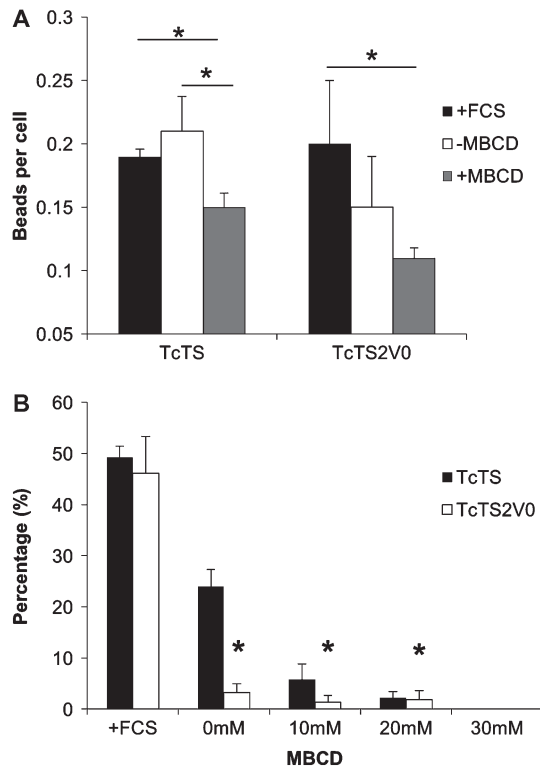 A
0.3
*
*
*
0.25
+FCS
-MBCD
+MBCD
0.2
0.15
0.1
0.05
Beads per cell
TcTS TcTS2V0
B
60
50
TcTS
TcTS2V0
40
30
20
10
0
* * *
Percentage (%)
+FCS 0mM 10mM 20mM 30mM
MBCD